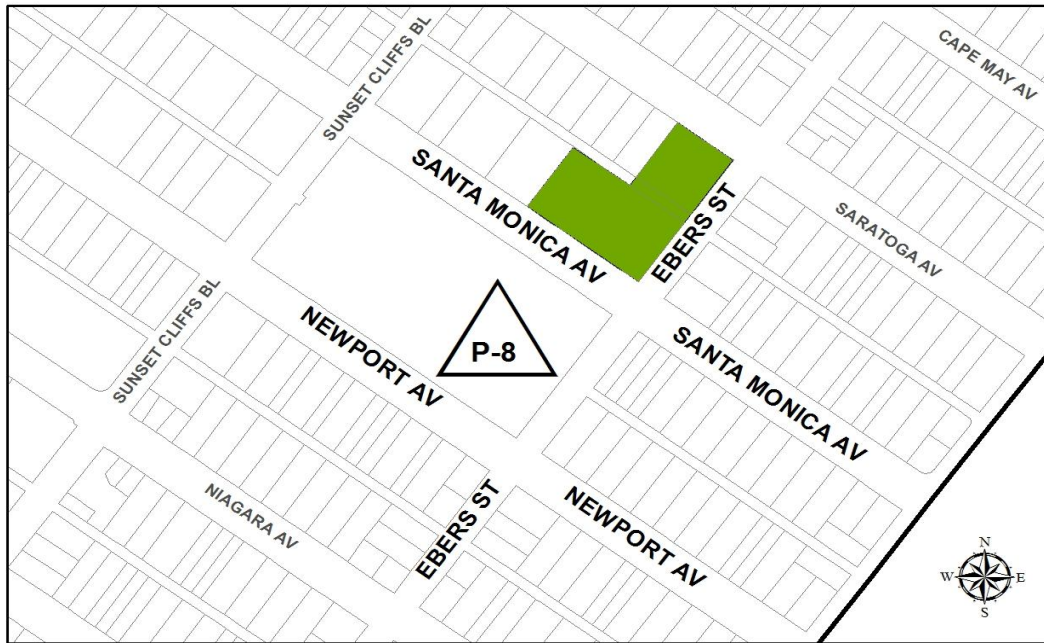 SUNSET CLIFFS BL
CAPE MAY AV
SANTA MONICA AV
EBERS ST
SARATOGA AV
SUNSET CLIFFS BL
NEWPORT AV
P-8
SANTA MONICA AV
NIAGARA AV
EBERS ST
NEWPORT AV
N
W E
S